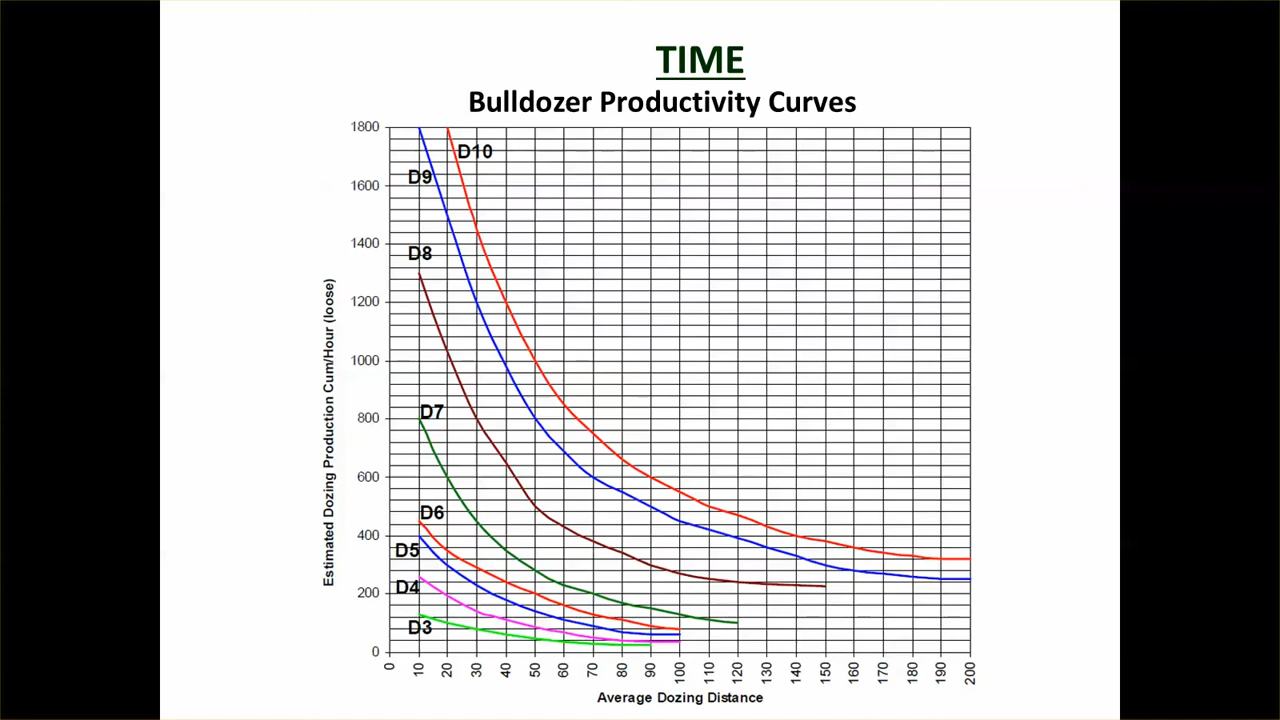 TIME
Bulldozer Productivity Curves
1800
1600
1400
1200
1000
800
600
400
200
0
Estimated Dozing Production Cum/Hour (loose)
D10
D9
D8
D7
D6
D5
D4
D3
0 10 20 30 40 50 60 70 80 90 100 110 120 130 140 150 160 170 180 190 200
Average Dozing Distance